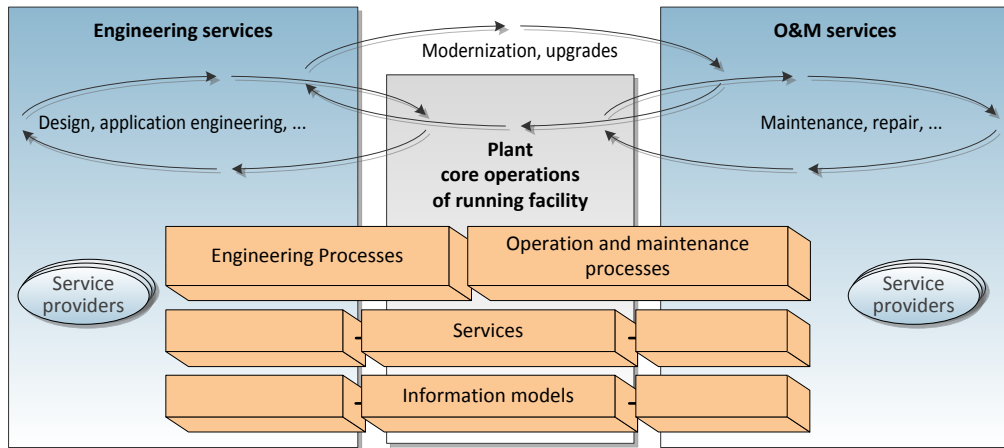 Engineering services
O&M services
Modernization, upgrades
Design, application engineering, ...
Maintenance, repair, ...
Plant
core operations
of running facility
Engineering Processes
Operation and maintenance
processes
Service
providers
Service
providers
Services
Information models